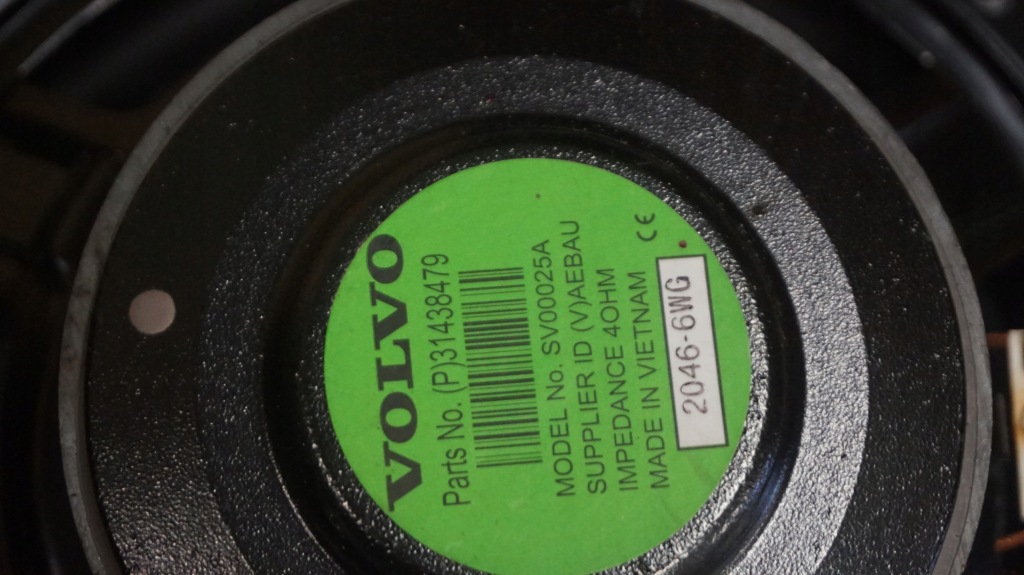 VOLVO
Parts No. (P)31438479
MODEL No. SV00025A
SUPPLIER ID (V)AEBAU
IMPEDANCE 4OHM
MADE IN VIETNAM
CE
2046-6WG